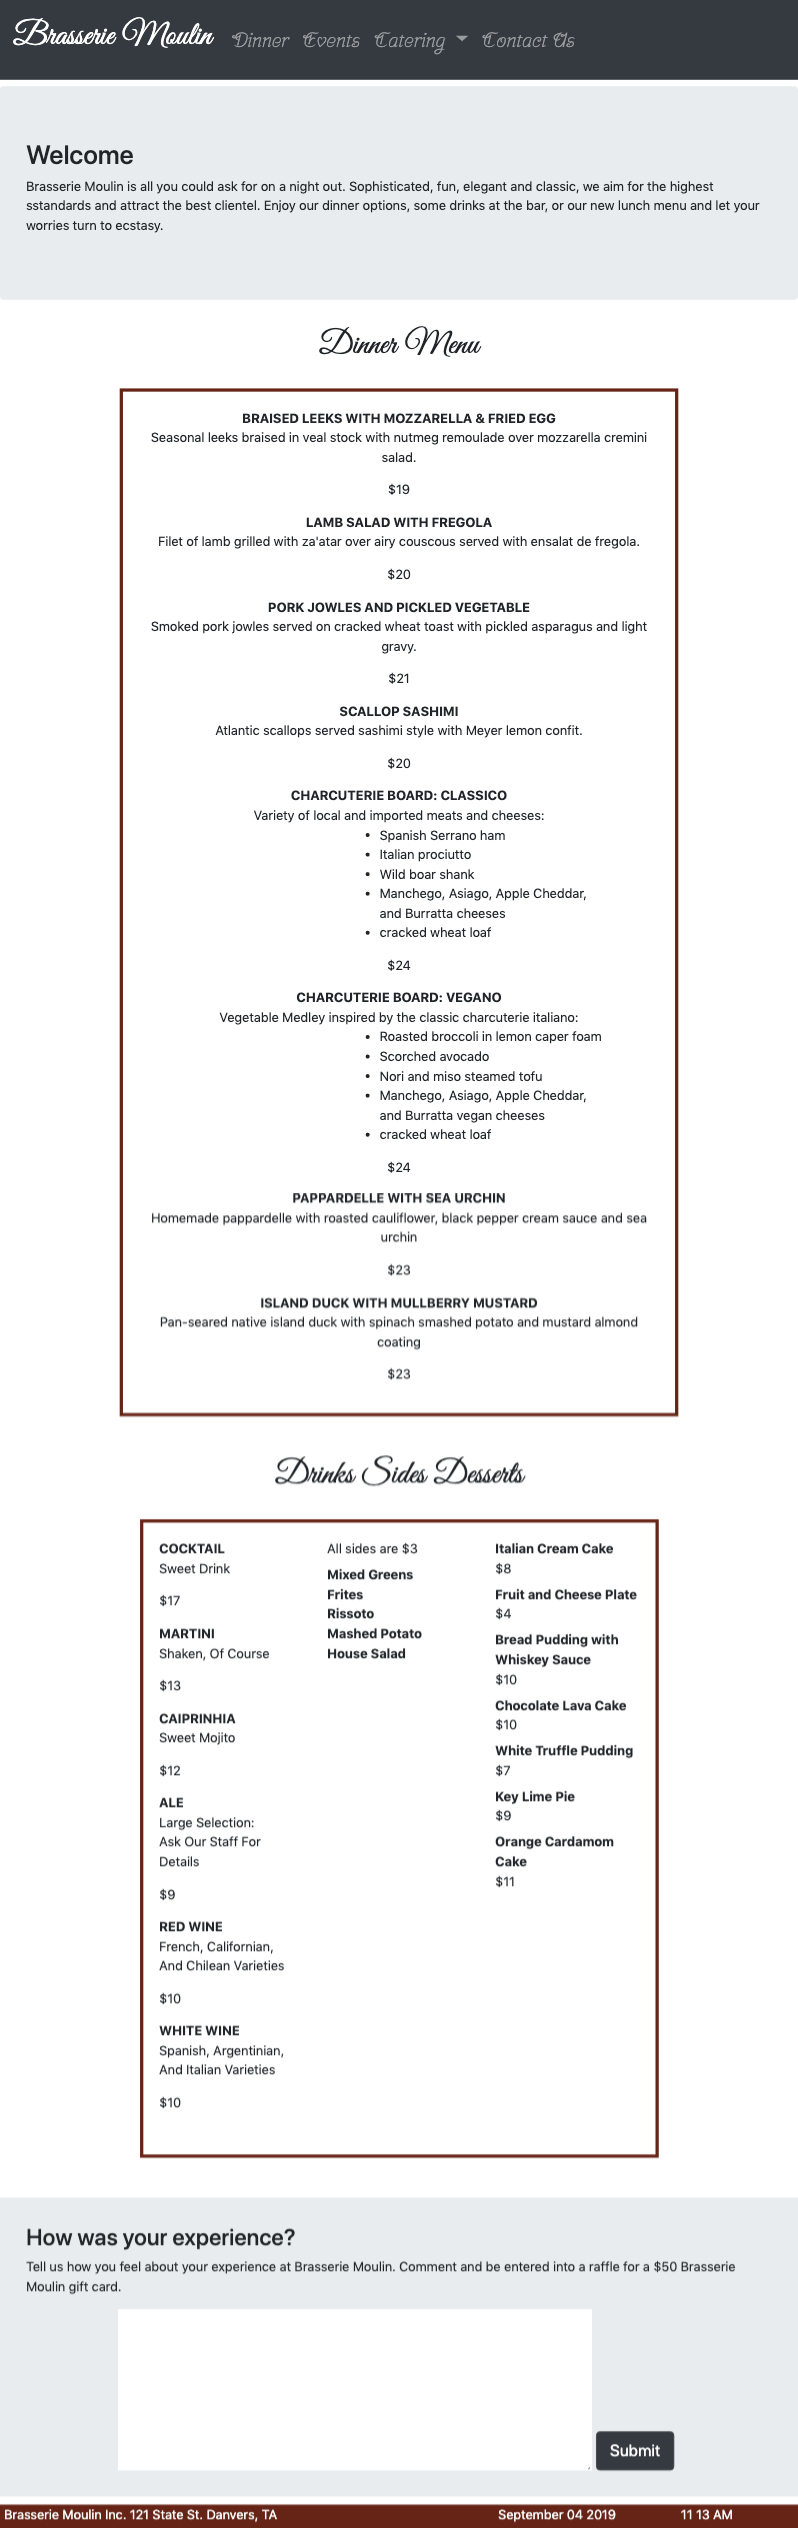 Brasserie Moulin Dinner Events Catering Contact Us
Welcome
Brasserie Moulin is all you could ask for on a night out. Sophisticated, fun, elegant and classic, we aim for the highest
sstandards and attract the best clientel. Enjoy our dinner options, some drinks at the bar, or our new lunch menu and let your
worries turn to ecstasy.
Dinner Menu
BRAISED LEEKS WITH MOZZARELLA & FRIED EGG
Seasonal leeks braised in veal stock with nutmeg remoulade over mozzarella cremini
salad.
$19
LAMB SALAD WITH FREGOLA
Filet of lamb grilled with za'atar over airy couscous served with ensalat de fregola.
$20
PORK JOWLES AND PICKLED VEGETABLE
Smoked pork jowles served on cracked wheat toast with pickled asparagus and light
gravy.
$21
SCALLOP SASHIMI
Atlantic scallops served sashimi style with Meyer lemon confit.
$20
CHARCUTERIE BOARD: CLASSICO
Variety of local and imported meats and cheeses:
• Spanish Serrano ham
• Italian prociutto
• Wild boar shank
• Manchego, Asiago, Apple Cheddar,
and Burratta cheeses
• cracked wheat loaf
$24
CHARCUTERIE BOARD: VEGANO
Vegetable Medley inspired by the classic charcuterie italiano:
• Roasted broccoli in lemon caper foam
• Scorched avocado
• Nori and miso steamed tofu
• Manchego, Asiago, Apple Cheddar,
and Burratta vegan cheeses
• cracked wheat loaf
$24
PAPPARDELLE WITH SEA URCHIN
Homemade pappardelle with roasted cauliflower, black pepper cream sauce and sea
urchin
$23
ISLAND DUCK WITH MULLBERRY MUSTARD
Pan-seared native island duck with spinach smashed potato and mustard almond
coating
$23
Drinks Sides Desserts
COCKTAIL
Sweet Drink
$17
MARTINI
Shaken, Of Course
$13
CAIPRINHIA
Sweet Mojito
$12
ALE
Large Selection:
Ask Our Staff For
Details
$9
RED WINE
French, Californian,
And Chilean Varieties
$10
WHITE WINE
Spanish, Argentinian,
And Italian Varieties
$10
All sides are $3
Mixed Greens
Frites
Rissoto
Mashed Potato
House Salad
Italian Cream Cake
$8
Fruit and Cheese Plate
$4
Bread Pudding with
Whiskey Sauce
$10
Chocolate Lava Cake
$10
White Truffle Pudding
$7
Key Lime Pie
$9
Orange Cardamom
Cake
$11
How was your experience?
Tell us how you feel about your experience at Brasserie Moulin. Comment and be entered into a raffle for a $50 Brasserie
Moulin gift card.
Submit
Brasserie Moulin Inc. 121 State St. Danvers, TA September 04 2019 11 13 AM